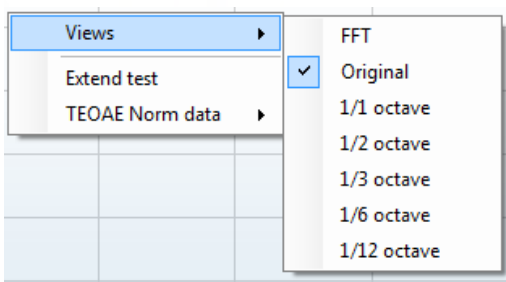 Views
Extend test
TEOAE Norm data
FFT
Original
1/1 octave
1/2 octave
1/3 octave
1/6 octave
1/12 octave